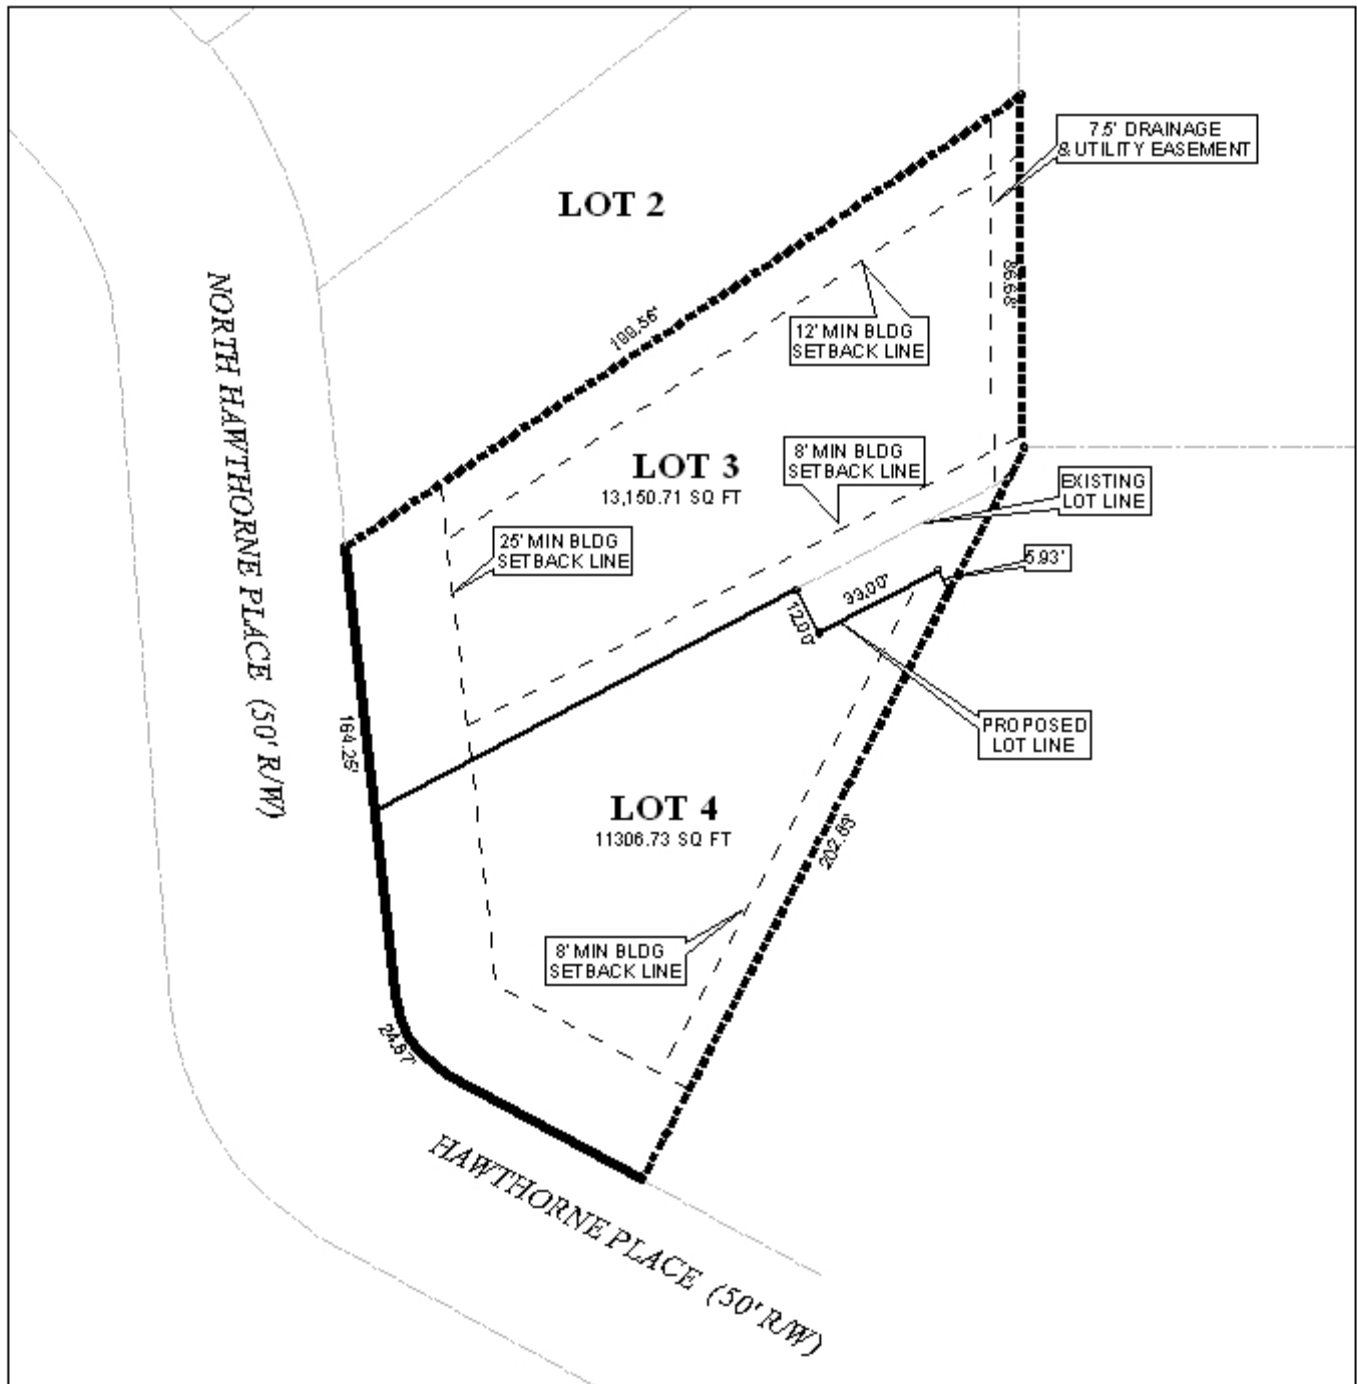 7.5' DRAINAGE
& UTILITY EASEMENT
LOT 2
86.68'
199.56'
12' MIN BLDG
SETBACK LINE
NORTH HAWTHORNE PLACE (50' R/W)
LOT 3
13,150.71 SQ FT
8' MIN BLDG
SETBACK LINE
EXISTING
LOT LINE
25' MIN BLDG
SETBACK LINE
5.93'
33.00'
12.00'
164.25'
PROPOSED
LOT LINE
LOT 4
11306.73 SQ FT
202.83'
8' MIN BLDG
SETBACK LINE
24.67'
HAWTHORNE PLACE (50' R/W)